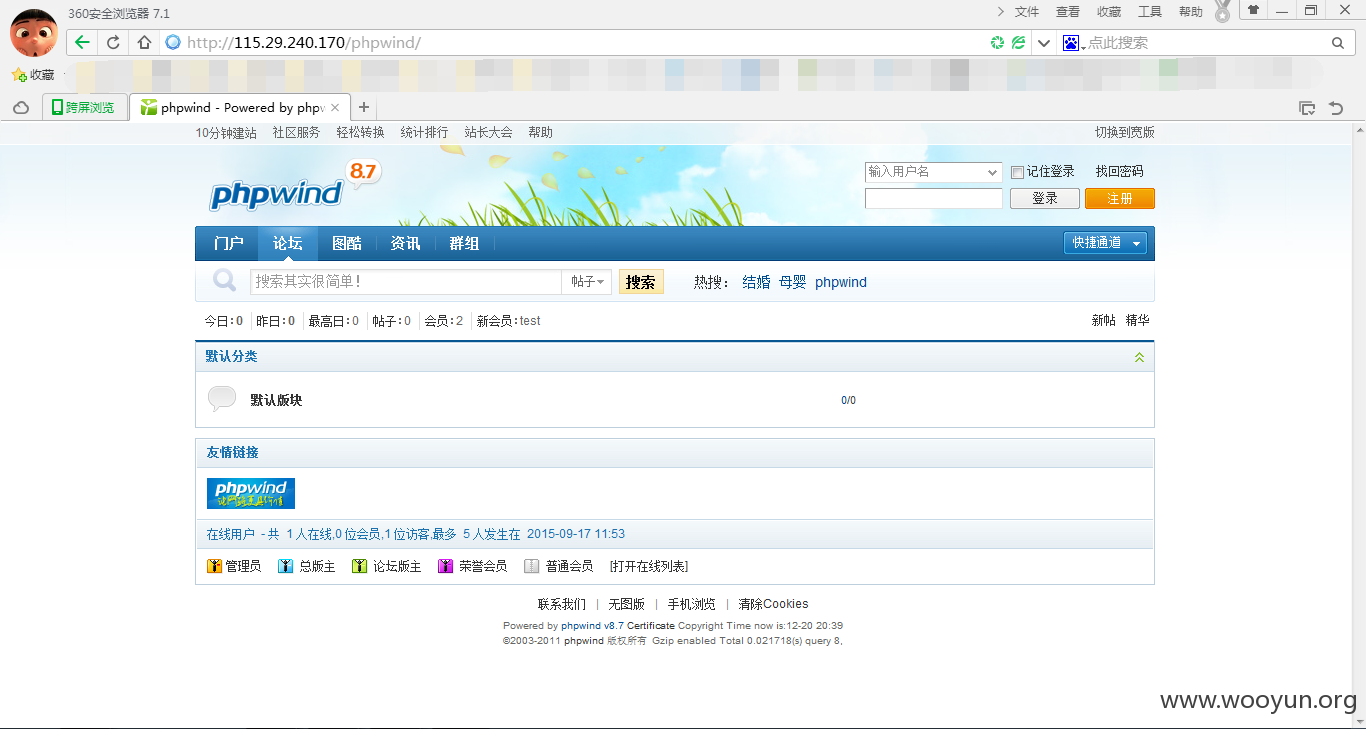 360安全浏览器 7.1
文件 查看 收藏 工具 帮助
http://115.29.240.170/phpwind/
点此搜索
收藏
跨屏浏览
phpwind - Powered by phpv
10分钟建站 社区服务 轻松转换 统计排行 站长大会 帮助
切换到宽版
phpwind 8.7
输入用户名 记住登录 找回密码
登录 注册
门户 论坛 图酷 资讯 群组
快捷通道
搜索其实很简单! 帖子 搜索 热搜: 结婚 母婴 phpwind
今日:0 昨日:0 最高日:0 帖子:0 会员:2 新会员:test
新帖 精华
默认分类
默认版块 0/0
友情链接
phpwind
在线用户 - 共 1人在线,0位会员,1位访客,最多 5人发生在 2015-09-17 11:53
管理员 总版主 论坛版主 荣誉会员 普通会员 [打开在线列表]
联系我们 | 无图版 | 手机浏览 | 清除Cookies
Powered by phpwind v8.7 Certificate Copyright Time now is:12-20 20:39
©2003-2011 phpwind 版权所有 Gzip enabled Total 0.021718(s) query 8,
www.wooyun.org